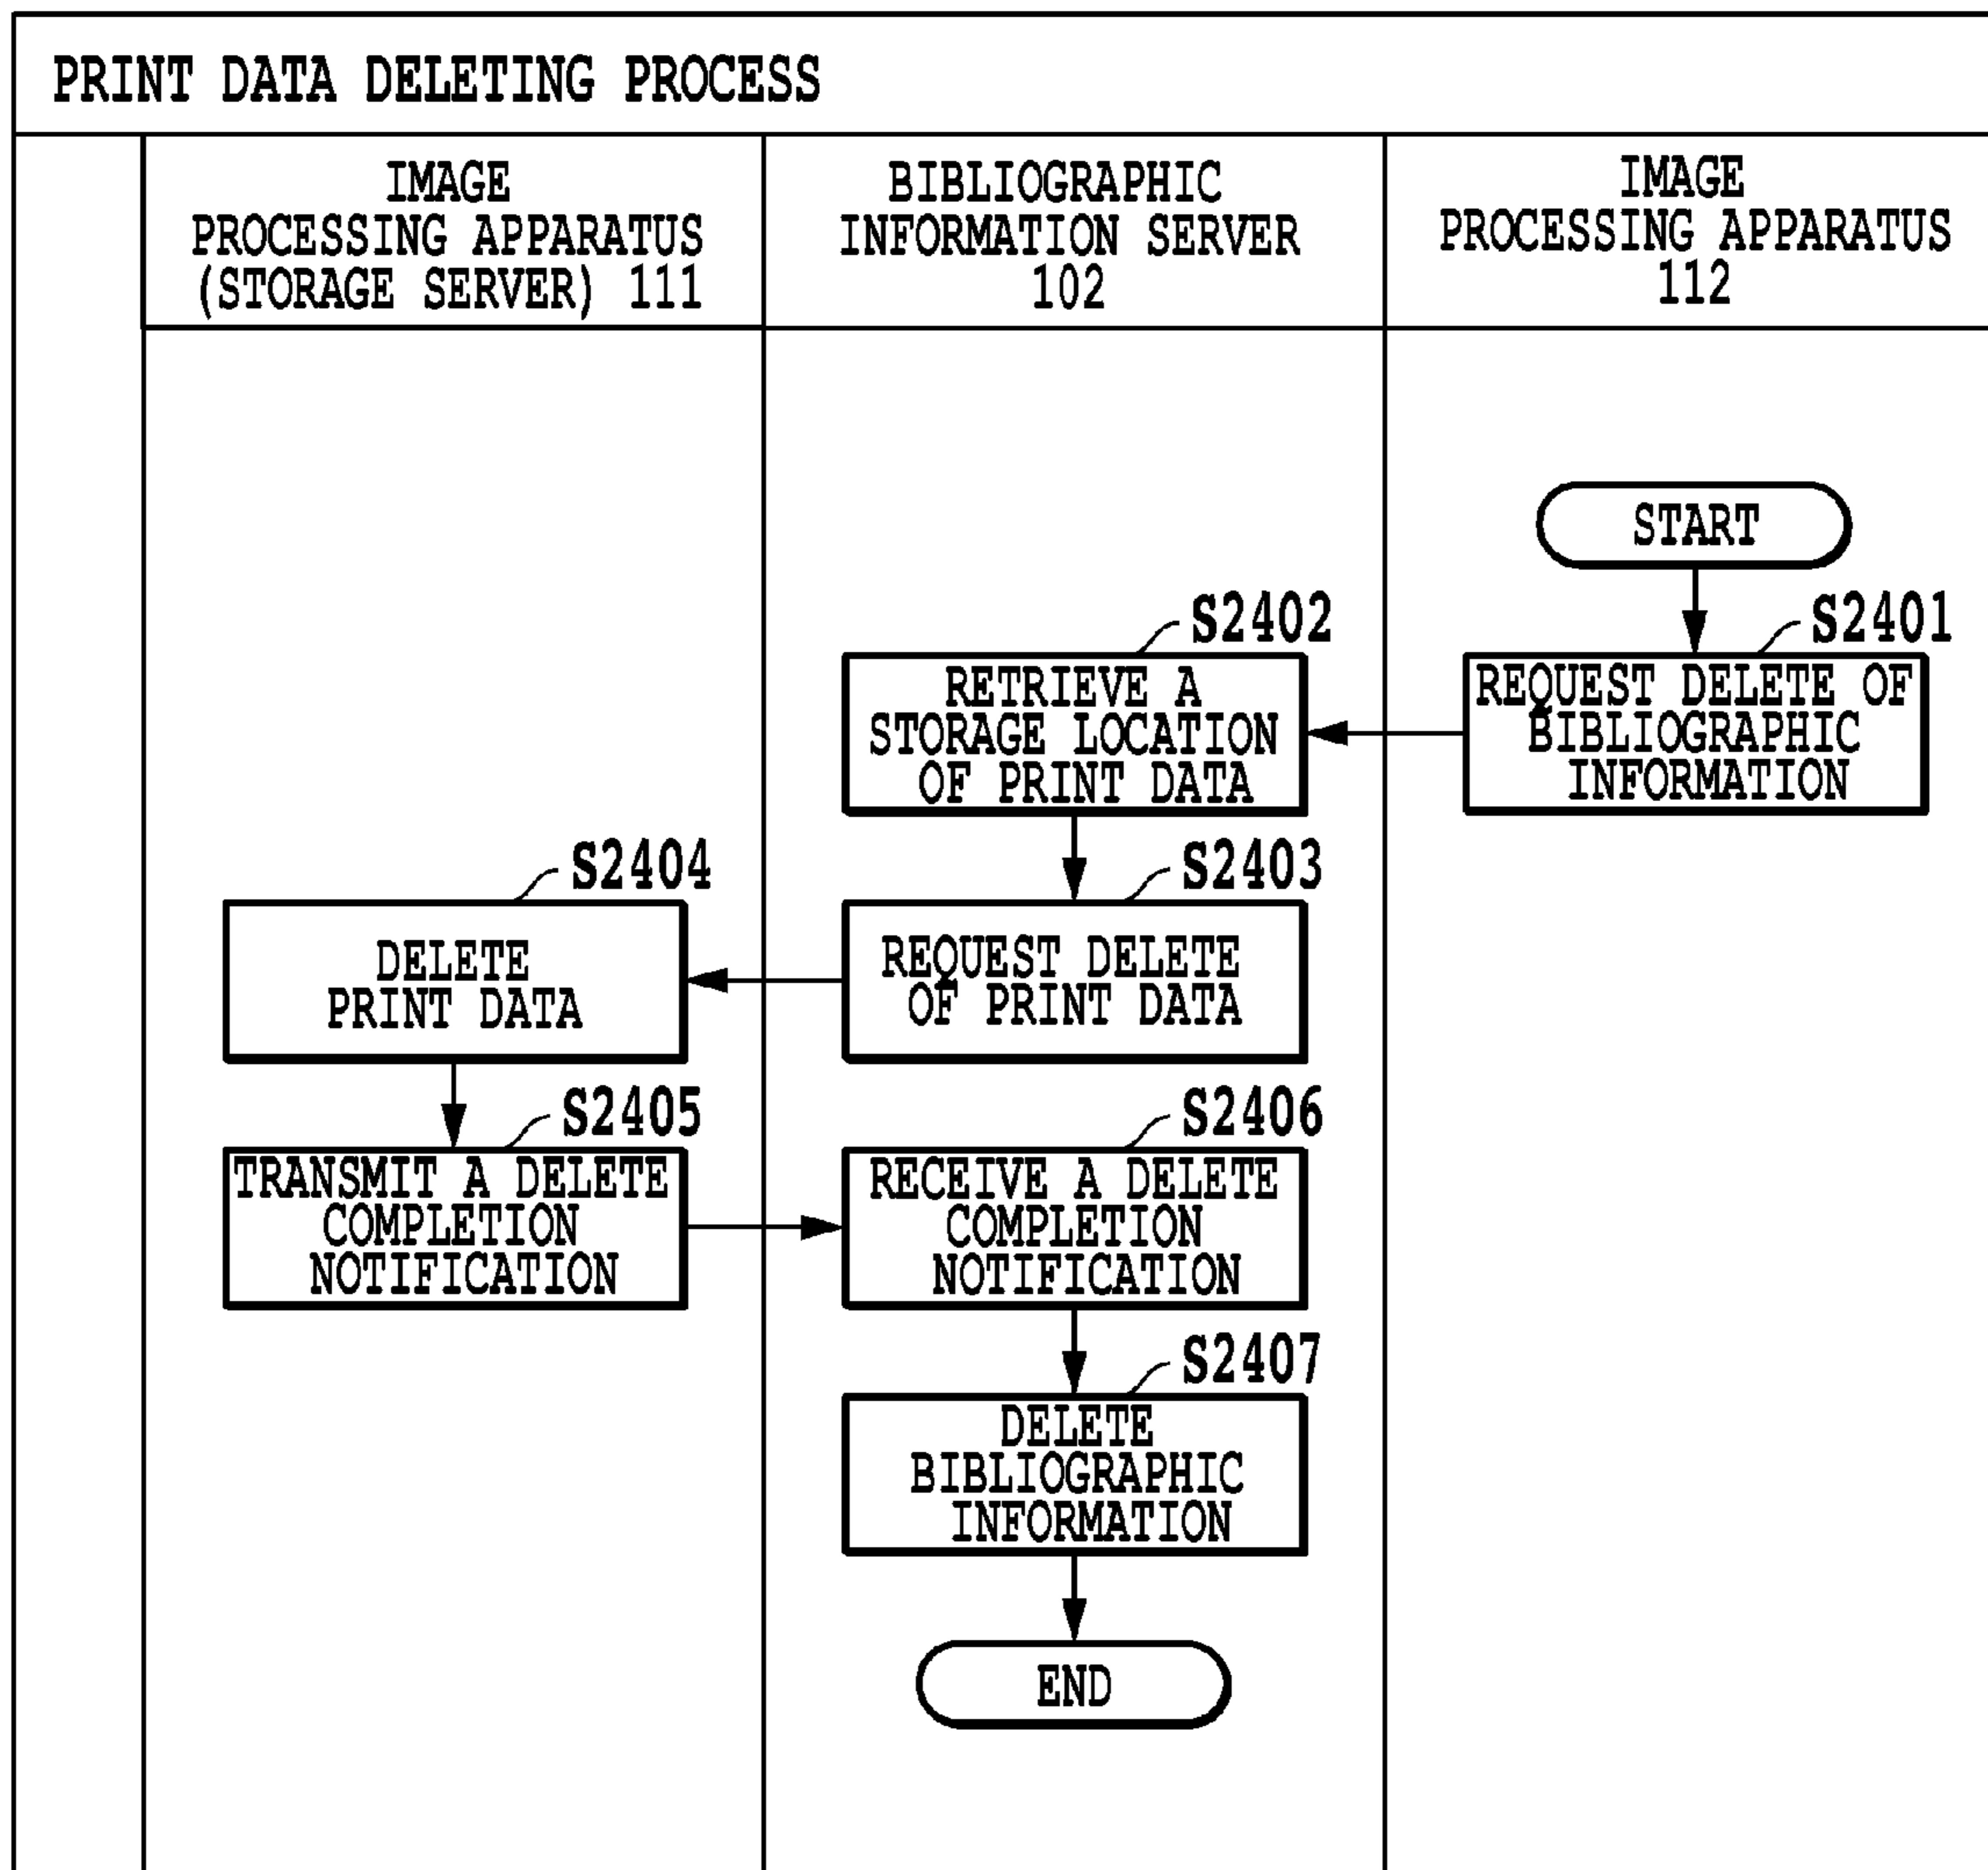 PRINT DATA DELETING PROCESS
IMAGE
PROCESSING APPARATUS
(STORAGE SERVER) 111
BIBLIOGRAPHIC
INFORMATION SERVER
102
IMAGE
PROCESSING APPARATUS
112
START
S2401
REQUEST DELETE OF
BIBLIOGRAPHIC
INFORMATION
S2402
RETRIEVE A
STORAGE LOCATION
OF PRINT DATA
S2403
REQUEST DELETE
OF PRINT DATA
S2404
DELETE
PRINT DATA
S2405
TRANSMIT A DELETE
COMPLETION
NOTIFICATION
S2406
RECEIVE A DELETE
COMPLETION
NOTIFICATION
S2407
DELETE
BIBLIOGRAPHIC
INFORMATION
END